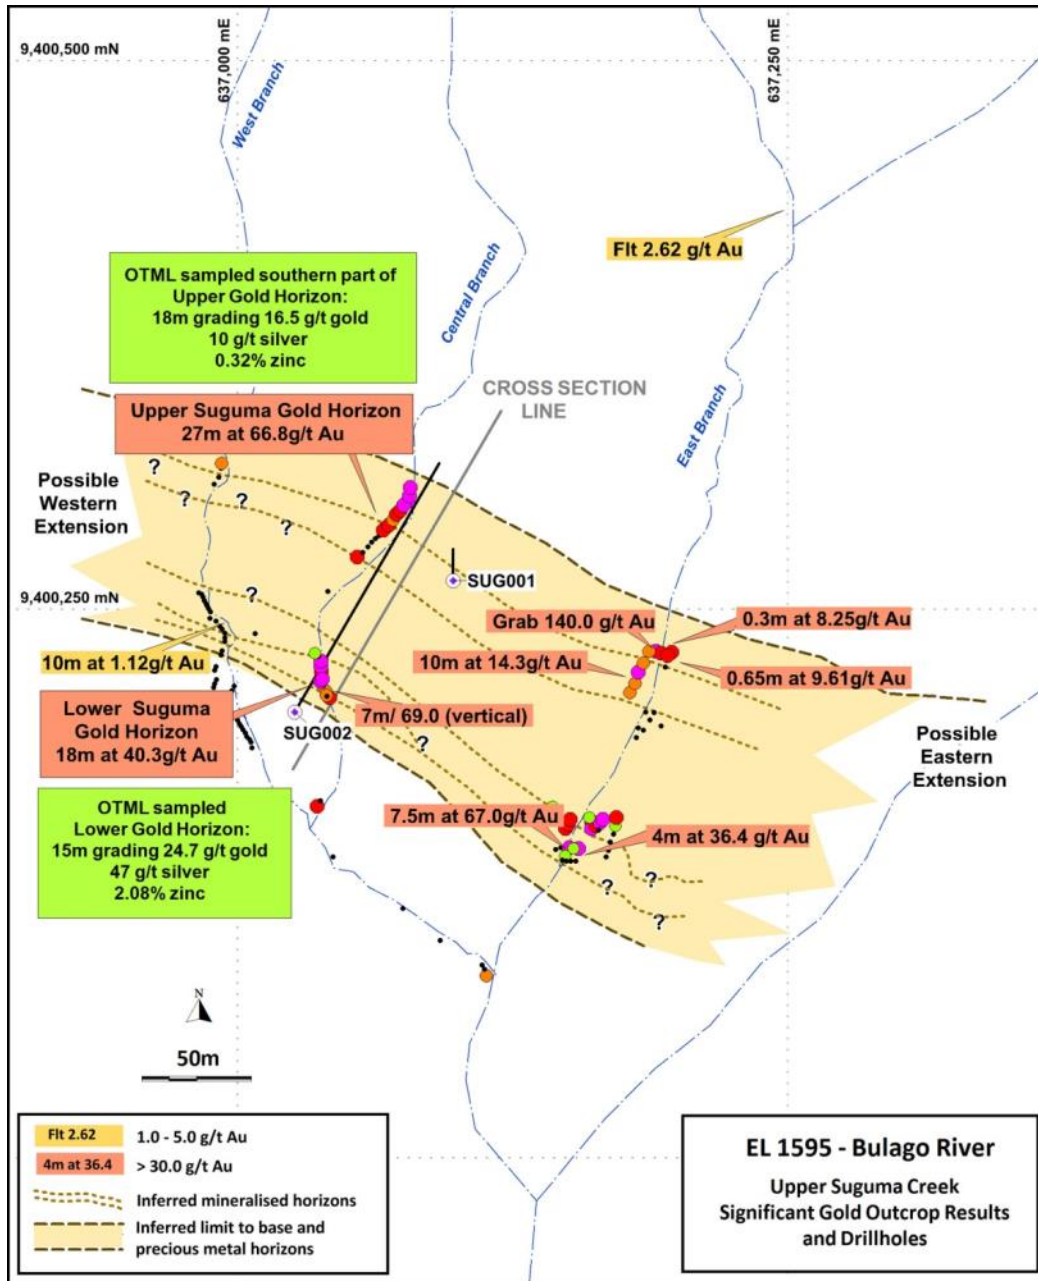 9,400,500 mN
637,000 mE
637,250 mE
West Branch
Central Branch
East Branch
Flt 2.62 g/t Au
OTML sampled southern part of
Upper Gold Horizon:
18m grading 16.5 g/t gold
10 g/t silver
0.32% zinc
CROSS SECTION
LINE
Upper Suguma Gold Horizon
27m at 66.8g/t Au
Possible
Western
Extension
?
?
?
?
SUG001
9,400,250 mN
?
Grab 140.0 g/t Au
0.3m at 8.25g/t Au
10m at 1.12g/t Au
10m at 14.3g/t Au
0.65m at 9.61g/t Au
Lower Suguma
Gold Horizon
18m at 40.3g/t Au
7m/ 69.0 (vertical)
SUG002
?
Possible
Eastern
Extension
OTML sampled
Lower Gold Horizon:
15m grading 24.7 g/t gold
47 g/t silver
2.08% zinc
7.5m at 67.0g/t Au
4m at 36.4 g/t Au
?
?
?
N
50m
Flt 2.62
1.0 - 5.0 g/t Au
4m at 36.4
> 30.0 g/t Au
Inferred mineralised horizons
Inferred limit to base and
precious metal horizons
EL 1595 - Bulago River
Upper Suguma Creek
Significant Gold Outcrop Results
and Drillholes